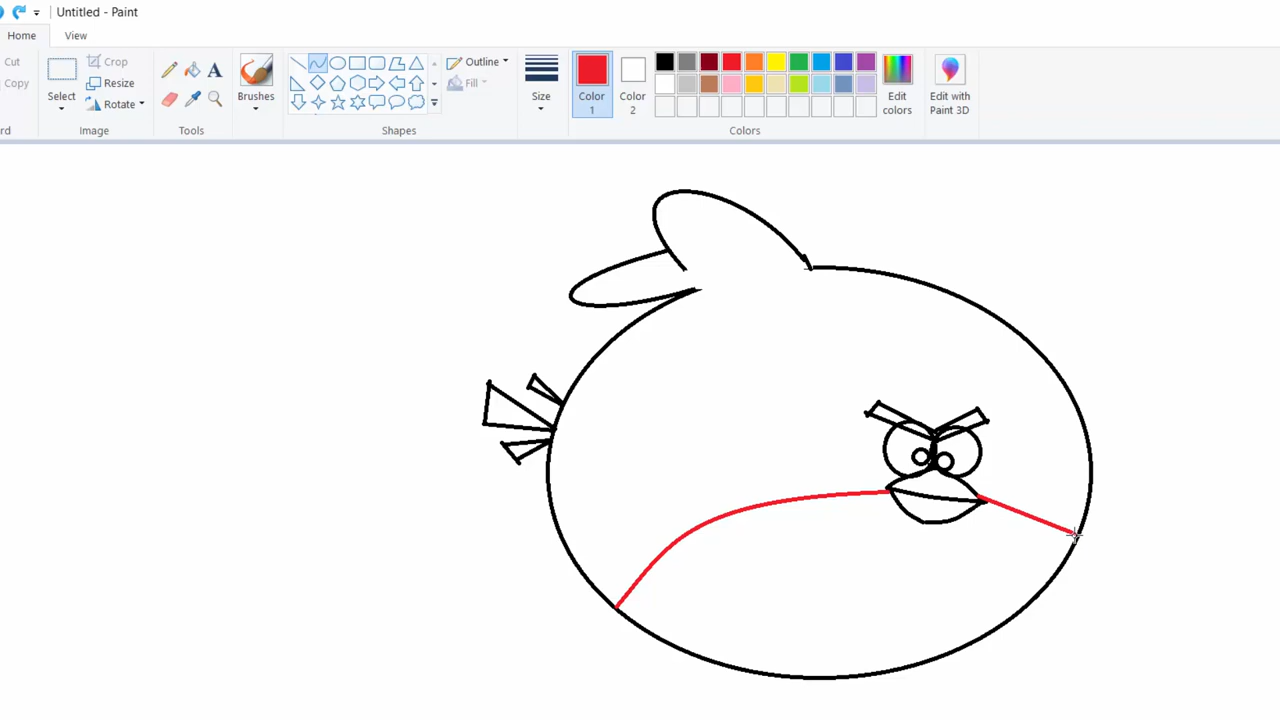 Untitled - Paint
Home View
Cut
Copy
rd
Select
Crop
Resize
Rotate
Image
A
Tools
Brushes
Shapes
Outline
Fill
Size
Color
1
Color
2
Edit
colors
Edit with
Paint 3D
Colors